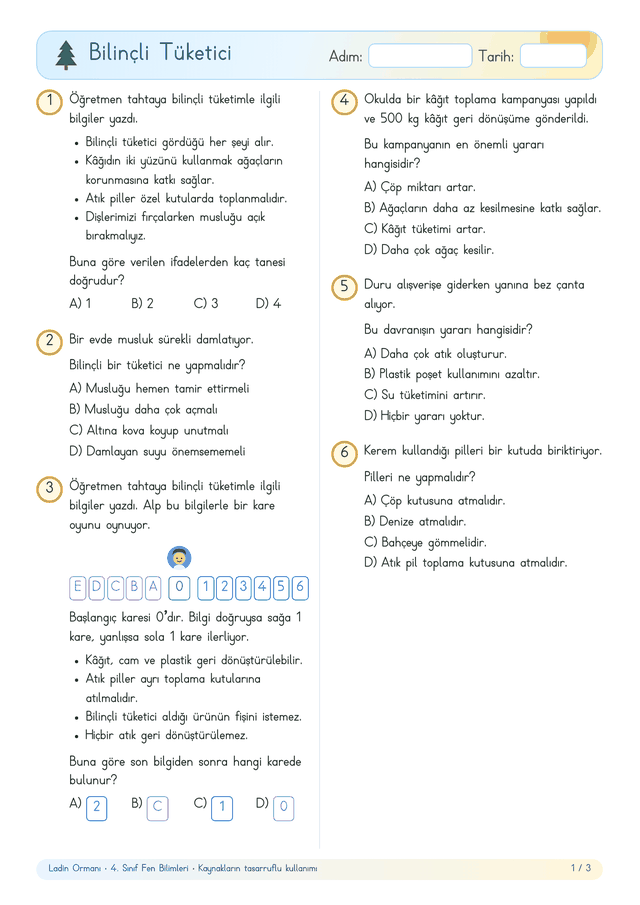 Bilinçli Tüketici
Adım:
Tarih:
1
Öğretmen tahtaya bilinçli tüketimle ilgili
bilgiler yazdı.
• Bilinçli tüketici gördüğü her şeyi alır.
• Kâğıdın iki yüzünü kullanmak ağaçların
korunmasına katkı sağlar.
• Atık piller özel kutularda toplanmalıdır.
• Dişlerimizi fırçalarken musluğu açık
bırakmalıyız.
Buna göre verilen ifadelerden kaç tanesi
doğrudur?
A) 1 B) 2 C) 3 D) 4
2
Bir evde musluk sürekli damlatıyor.
Bilinçli bir tüketici ne yapmalıdır?
A) Musluğu hemen tamir ettirmeli
B) Musluğu daha çok açmalı
C) Altına kova koyup unutmalı
D) Damlayan suyu önemsememeli
3
Öğretmen tahtaya bilinçli tüketimle ilgili
bilgiler yazdı. Alp bu bilgilerle bir kare
oyunu oynuyor.
E D C B A 0 1 2 3 4 5 6
Başlangıç karesi 0'dır. Bilgi doğruysa sağa 1
kare, yanlışsa sola 1 kare ilerliyor.
• Kâğıt, cam ve plastik geri dönüştürülebilir.
• Atık piller ayrı toplama kutularına
atılmalıdır.
• Bilinçli tüketici aldığı ürünün fişini istemez.
• Hiçbir atık geri dönüştürülemez.
Buna göre son bilgiden sonra hangi karede
bulunur?
A) 2 B) C C) 1 D) 0
4
Okulda bir kâğıt toplama kampanyası yapıldı
ve 500 kg kâğıt geri dönüşüme gönderildi.
Bu kampanyanın en önemli yararı
hangisidir?
A) Çöp miktarı artar.
B) Ağaçların daha az kesilmesine katkı sağlar.
C) Kâğıt tüketimi artar.
D) Daha çok ağaç kesilir.
5
Duru alışverişe giderken yanına bez çanta
alıyor.
Bu davranışın yararı hangisidir?
A) Daha çok atık oluşturur.
B) Plastik poşet kullanımını azaltır.
C) Su tüketimini artırır.
D) Hiçbir yararı yoktur.
6
Kerem kullandığı pilleri bir kutuda biriktiriyor.
Pilleri ne yapmalıdır?
A) Çöp kutusuna atmalıdır.
B) Denize atmalıdır.
C) Bahçeye gömmelidir.
D) Atık pil toplama kutusuna atmalıdır.
Ladin Ormanı • 4. Sınıf Fen Bilimleri • Kaynakların tasarruflu kullanımı
1 / 3